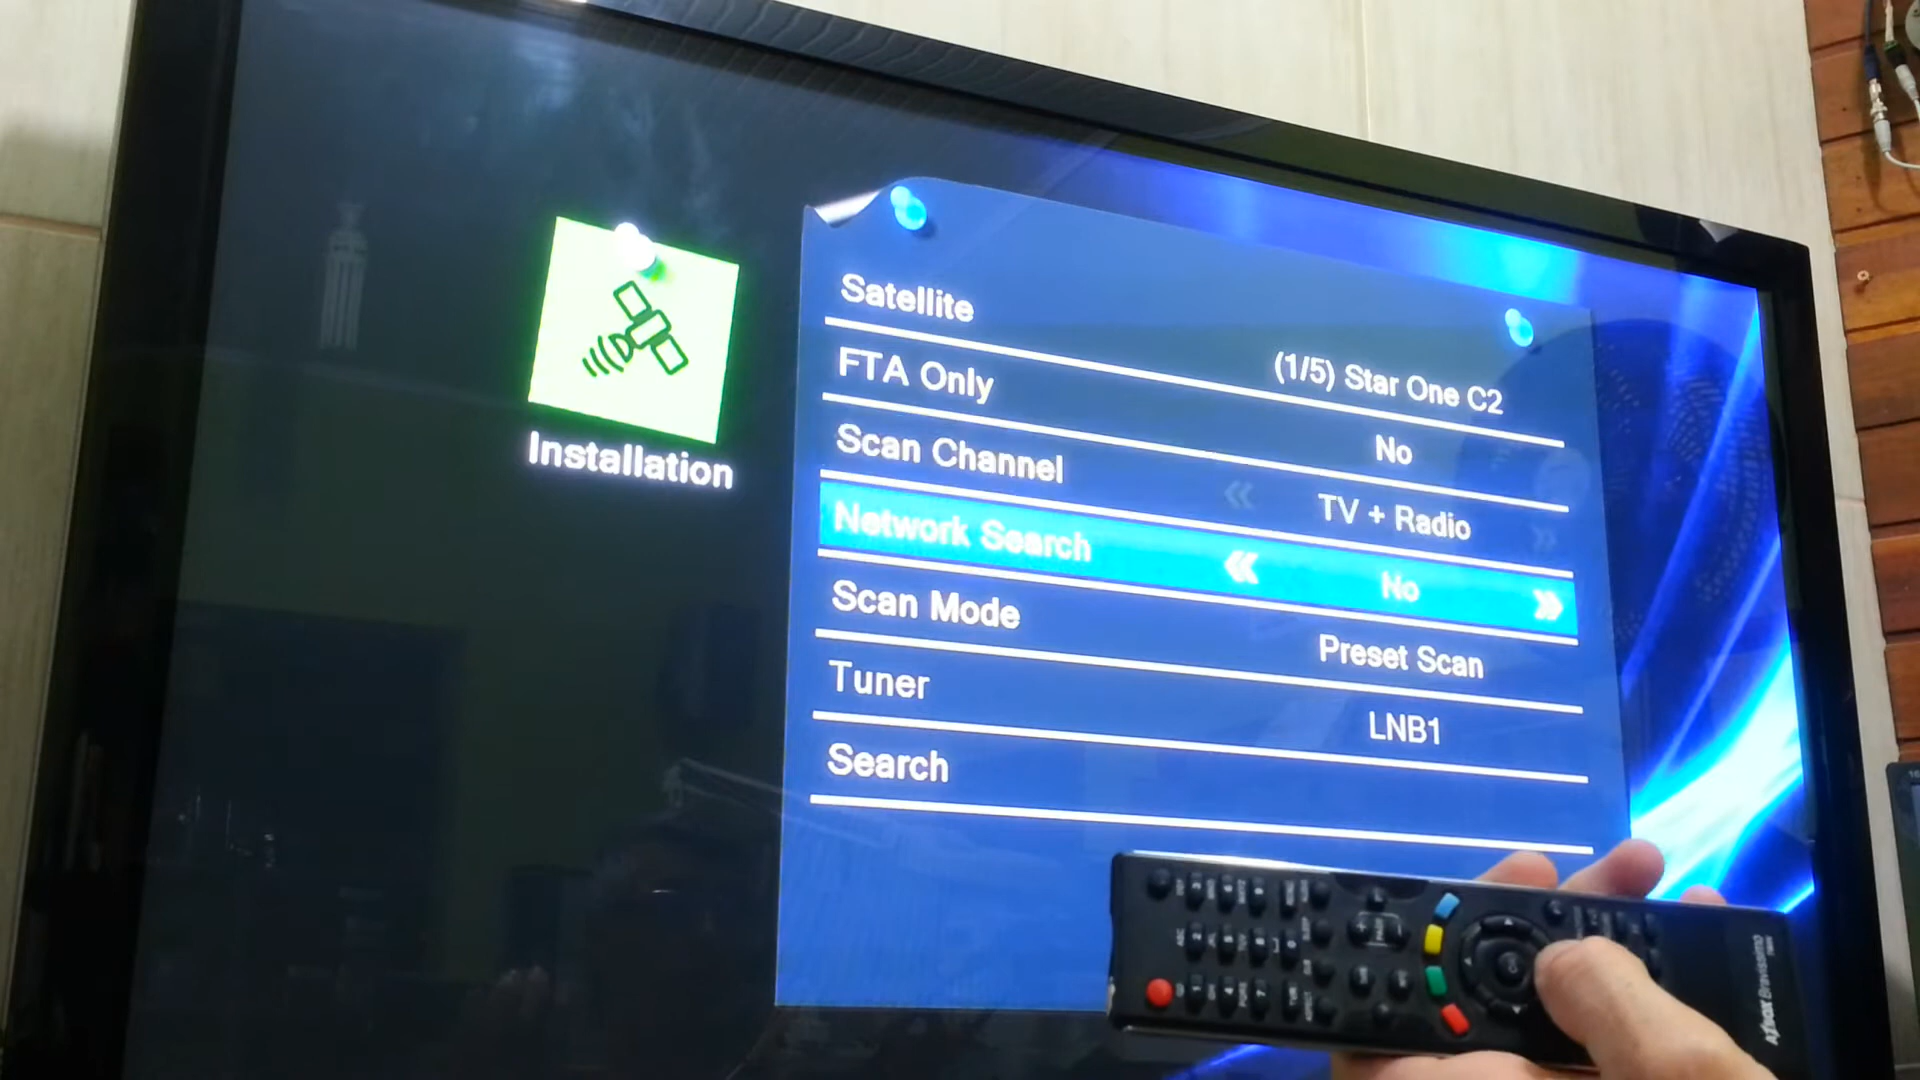 Installation
Satellite (1/5) Star One C2
FTA Only No
Scan Channel TV + Radio
Network Search No
Scan Mode Preset Scan
Tuner LNB1
Search